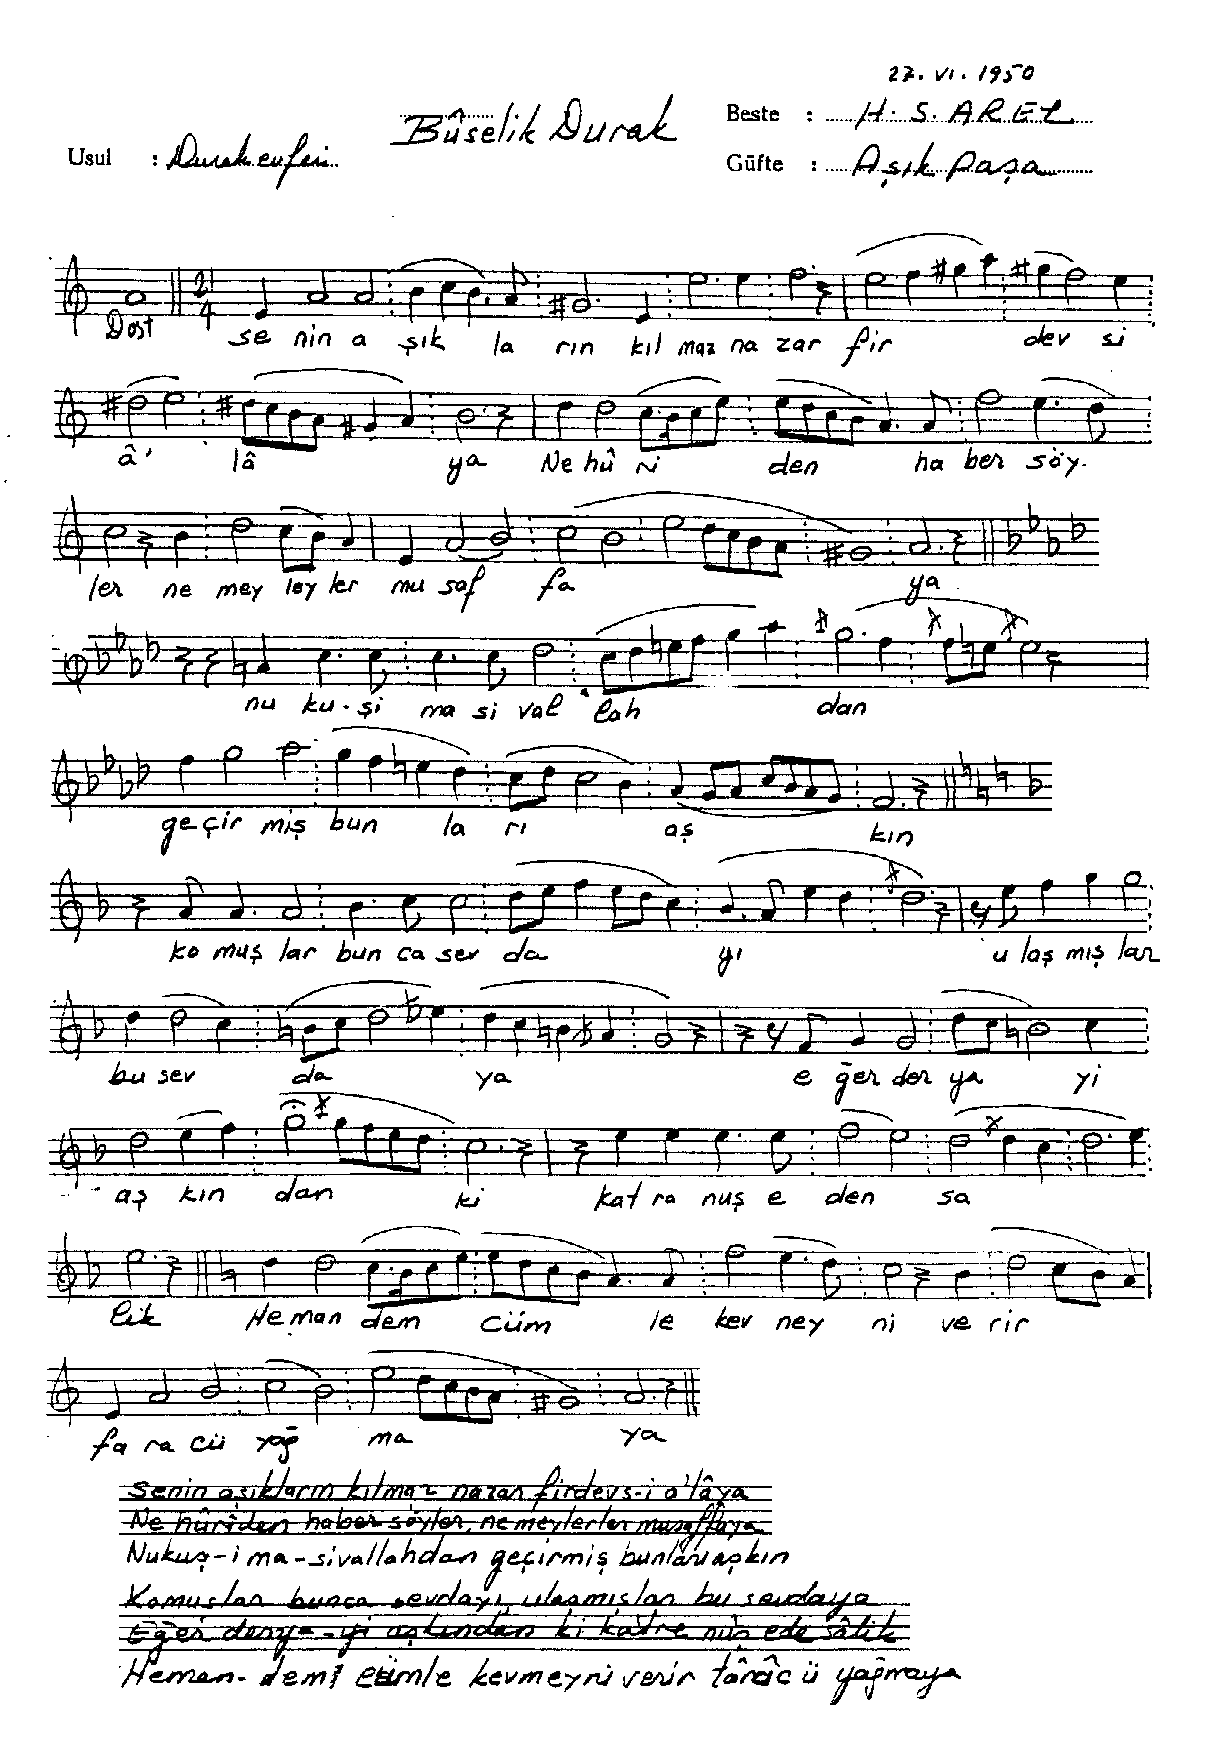 27. VI. 1950
Bûselik Durak
Beste : H. S. AREL
Usul : Durak evferi
Güfte : Aşık Paşa
Dost se nin a şık la rın kıl maz na zar fir dev si
â' lâ ya Ne hû ri den ha ber söy.
ler ne mey ley ler mu saf fa ya
nu ku - şi ma si val lah dan
geçir miş bun la rı aş kın
ko muş lar bun ca sev da yı u laş mış lar
bu sev da ya e ğer der ya yi
aş kın dan ki kat ra nuş e den sa
lik He man dem cüm le kev ney ni ve rir
ta ra cü yağ ma ya
Senin aşıkların kılmaz nazar firdevs-i a'lâya
Ne hûriden haber söyler, ne meylerler musaffaya
Nukuş-i ma-sivallahdan geçirmiş bunları aşkın
Komuşlar bunca sevdayı, ulaşmışlar bu sevdaya
Eğer derya-yi aşkından ki katre nûş ede sâlik
Heman-dem cümle kevneyni verir târâc ü yağmaya